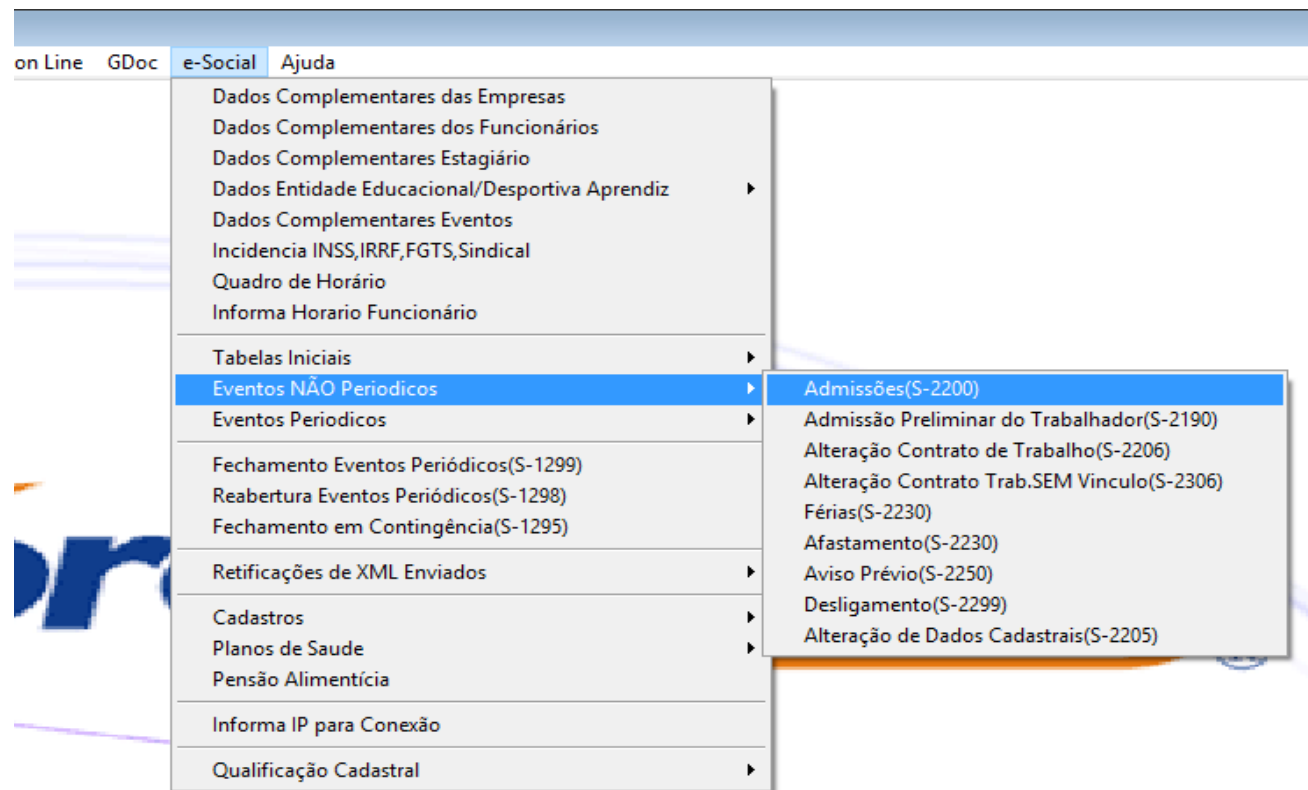 on Line GDoc e-Social Ajuda
Dados Complementares das Empresas
Dados Complementares dos Funcionários
Dados Complementares Estagiário
Dados Entidade Educacional/Desportiva Aprendiz
Dados Complementares Eventos
Incidencia INSS,IRRF,FGTS,Sindical
Quadro de Horário
Informa Horario Funcionário
Tabelas Iniciais
Eventos NÃO Periodicos
Eventos Periodicos
Fechamento Eventos Periódicos(S-1299)
Reabertura Eventos Periódicos(S-1298)
Fechamento em Contingência(S-1295)
Retificações de XML Enviados
Cadastros
Planos de Saude
Pensão Alimentícia
Informa IP para Conexão
Qualificação Cadastral
Admissões(S-2200)
Admissão Preliminar do Trabalhador(S-2190)
Alteração Contrato de Trabalho(S-2206)
Alteração Contrato Trab.SEM Vinculo(S-2306)
Férias(S-2230)
Afastamento(S-2230)
Aviso Prévio(S-2250)
Desligamento(S-2299)
Alteração de Dados Cadastrais(S-2205)